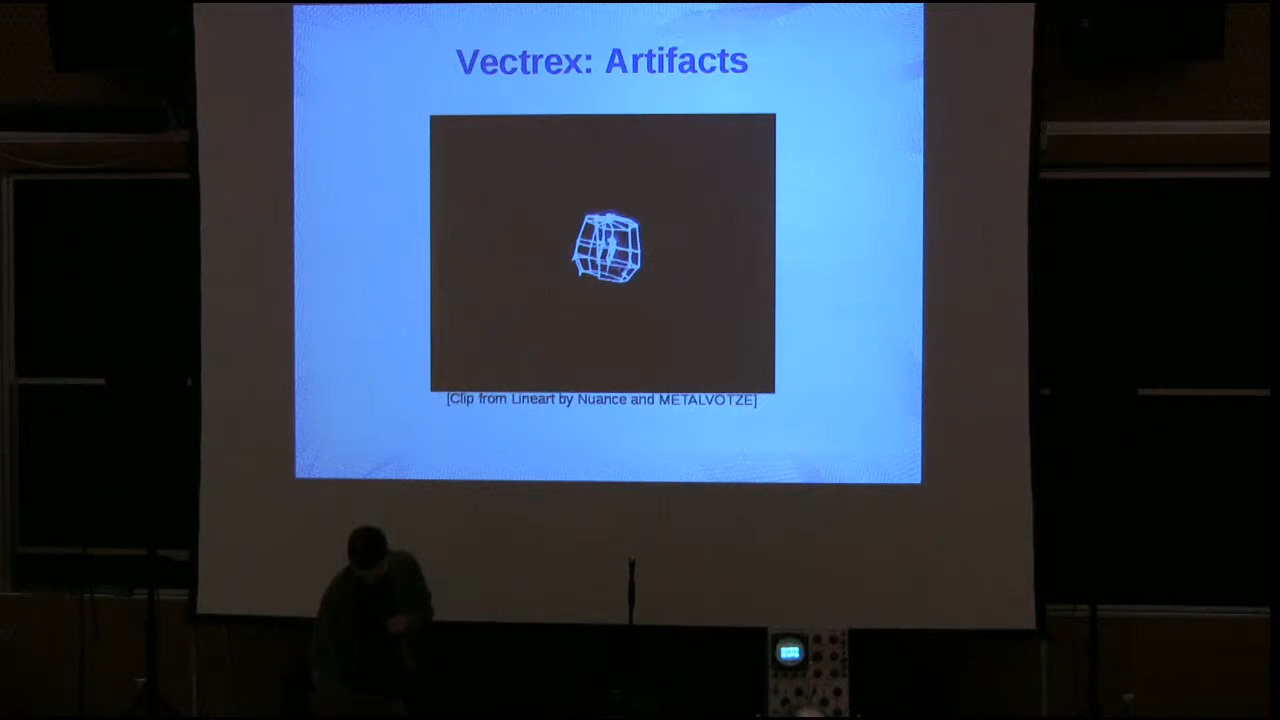 Vectrex: Artifacts
[Clip from Lineart by Nuance and METALVOTZE]